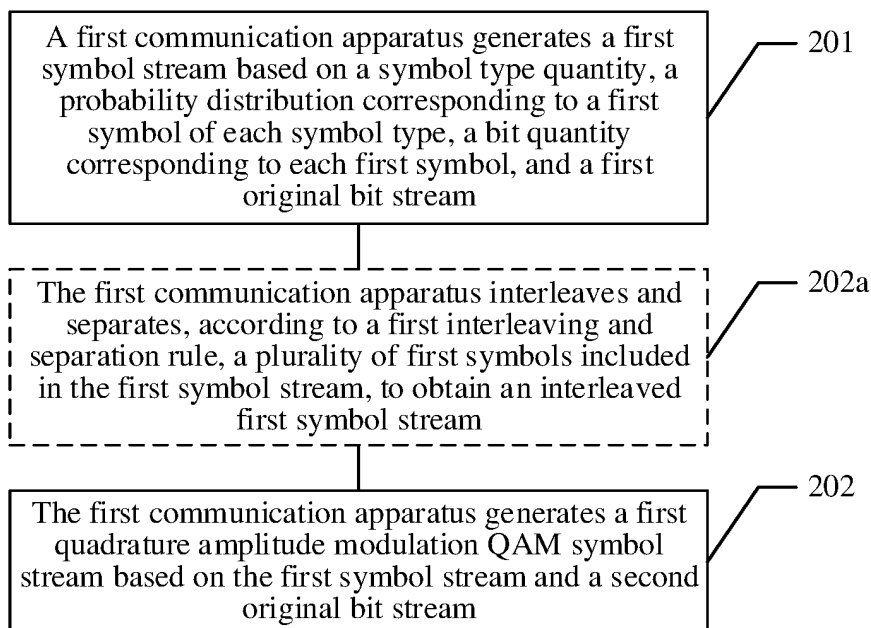 A first communication apparatus generates a first
symbol stream based on a symbol type quantity, a
probability distribution corresponding to a first
symbol of each symbol type, a bit quantity
corresponding to each first symbol, and a first
original bit stream
201
The first communication apparatus interleaves and
separates, according to a first interleaving and
separation rule, a plurality of first symbols included
in the first symbol stream, to obtain an interleaved
first symbol stream
202a
The first communication apparatus generates a first
quadrature amplitude modulation QAM symbol
stream based on the first symbol stream and a second
original bit stream
202